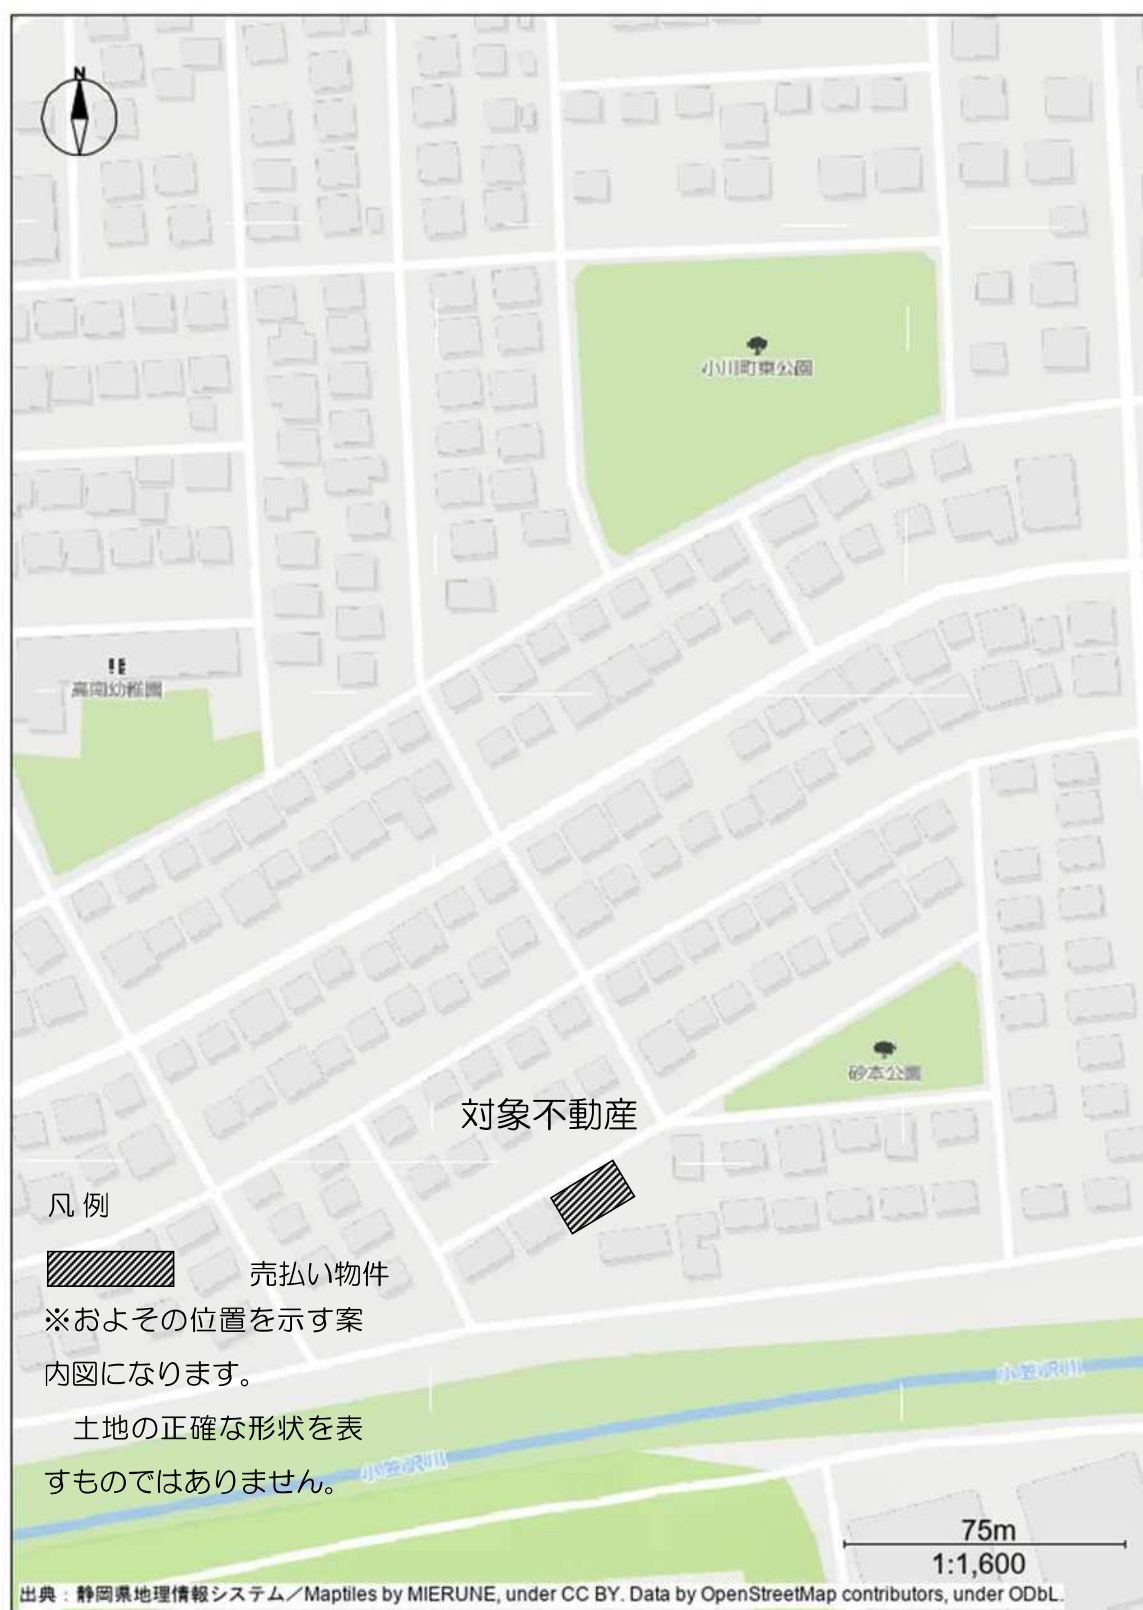 N
小川町東公園
高南幼稚園
砂本公園
対象不動産
凡 例
売払い物件
※およその位置を示す案
内図になります。
土地の正確な形状を表
すものではありません。
小笠沢川
小笠沢川
75m
1:1,600
出典：静岡県地理情報システム／Maptiles by MIERUNE, under CC BY. Data by OpenStreetMap contributors, under ODbL.